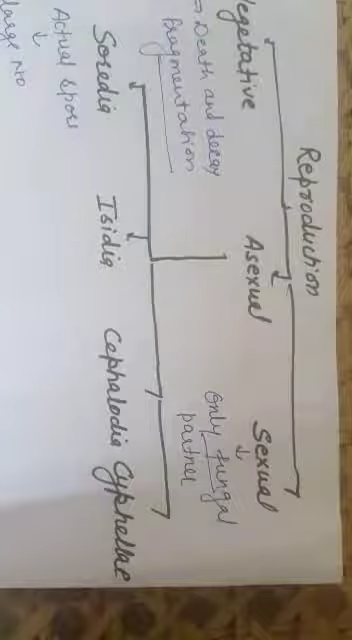 Reproduction
Vegetative
Asexual
Sexual
→ Death and decay
Fragmentation
Only fungal
partner
Soredia
Isidia
Cephalodia
Cyphellae
Actual spore
large no